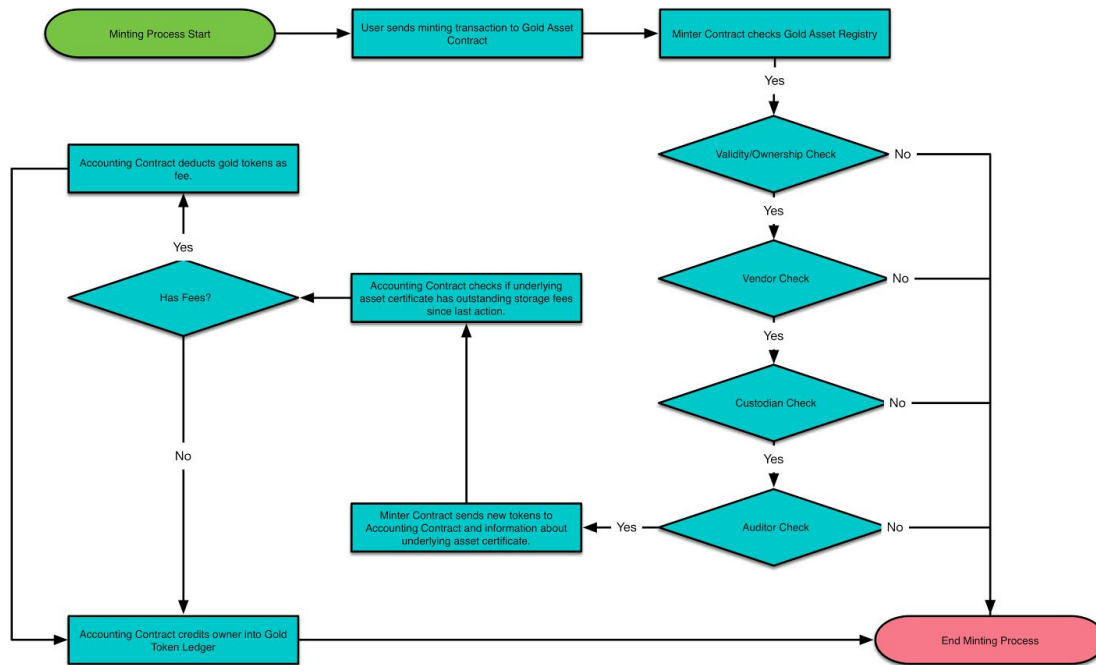 Minting Process Start
User sends minting transaction to Gold Asset
Contract
Minter Contract checks Gold Asset Registry
Yes
Validity/Ownership Check
No
Accounting Contract deducts gold tokens as
fee.
Yes
Yes
Has Fees?
Accounting Contract checks if underlying
asset certificate has outstanding storage fees
since last action.
Vendor Check
No
Yes
Custodian Check
No
No
Yes
Minter Contract sends new tokens to
Accounting Contract and information about
underlying asset certificate.
Yes
Auditor Check
No
Accounting Contract credits owner into Gold
Token Ledger
End Minting Process